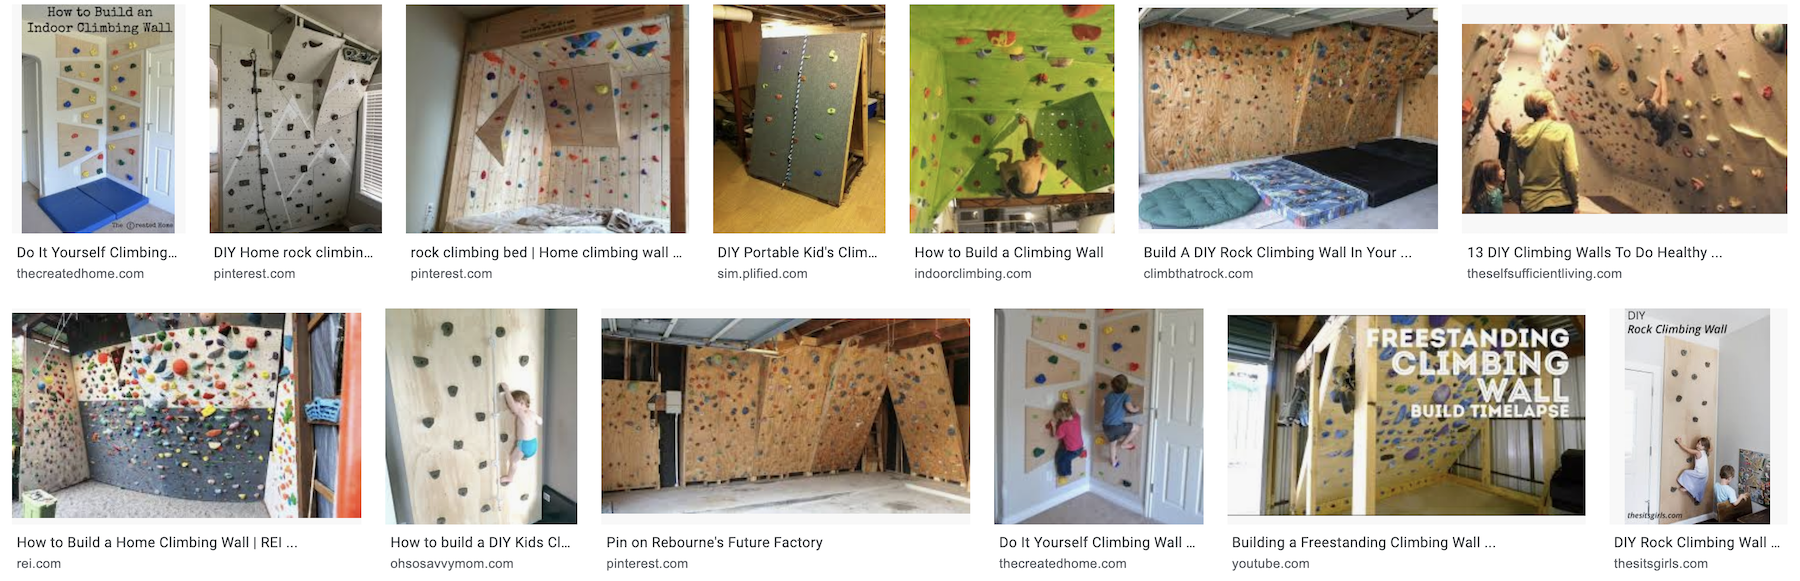 How to Build an
Indoor Climbing Wall
The Created Home
Do It Yourself Climbing...
thecreatedhome.com
DIY Home rock climbin...
pinterest.com
rock climbing bed | Home climbing wall ...
pinterest.com
DIY Portable Kid's Clim...
sim.plified.com
How to Build a Climbing Wall
indoorclimbing.com
Build A DIY Rock Climbing Wall In Your ...
climbthatrock.com
13 DIY Climbing Walls To Do Healthy ...
theselfsufficientliving.com
How to Build a Home Climbing Wall | REI ...
rei.com
How to build a DIY Kids Cl...
ohsosavvymom.com
Pin on Rebourne's Future Factory
pinterest.com
Do It Yourself Climbing Wall ...
thecreatedhome.com
FREESTANDING
CLIMBING
WALL
BUILD TIMELAPSE
Building a Freestanding Climbing Wall ...
youtube.com
DIY
Rock Climbing Wall
thesitsgirls.com
DIY Rock Climbing Wall ...
thesitsgirls.com